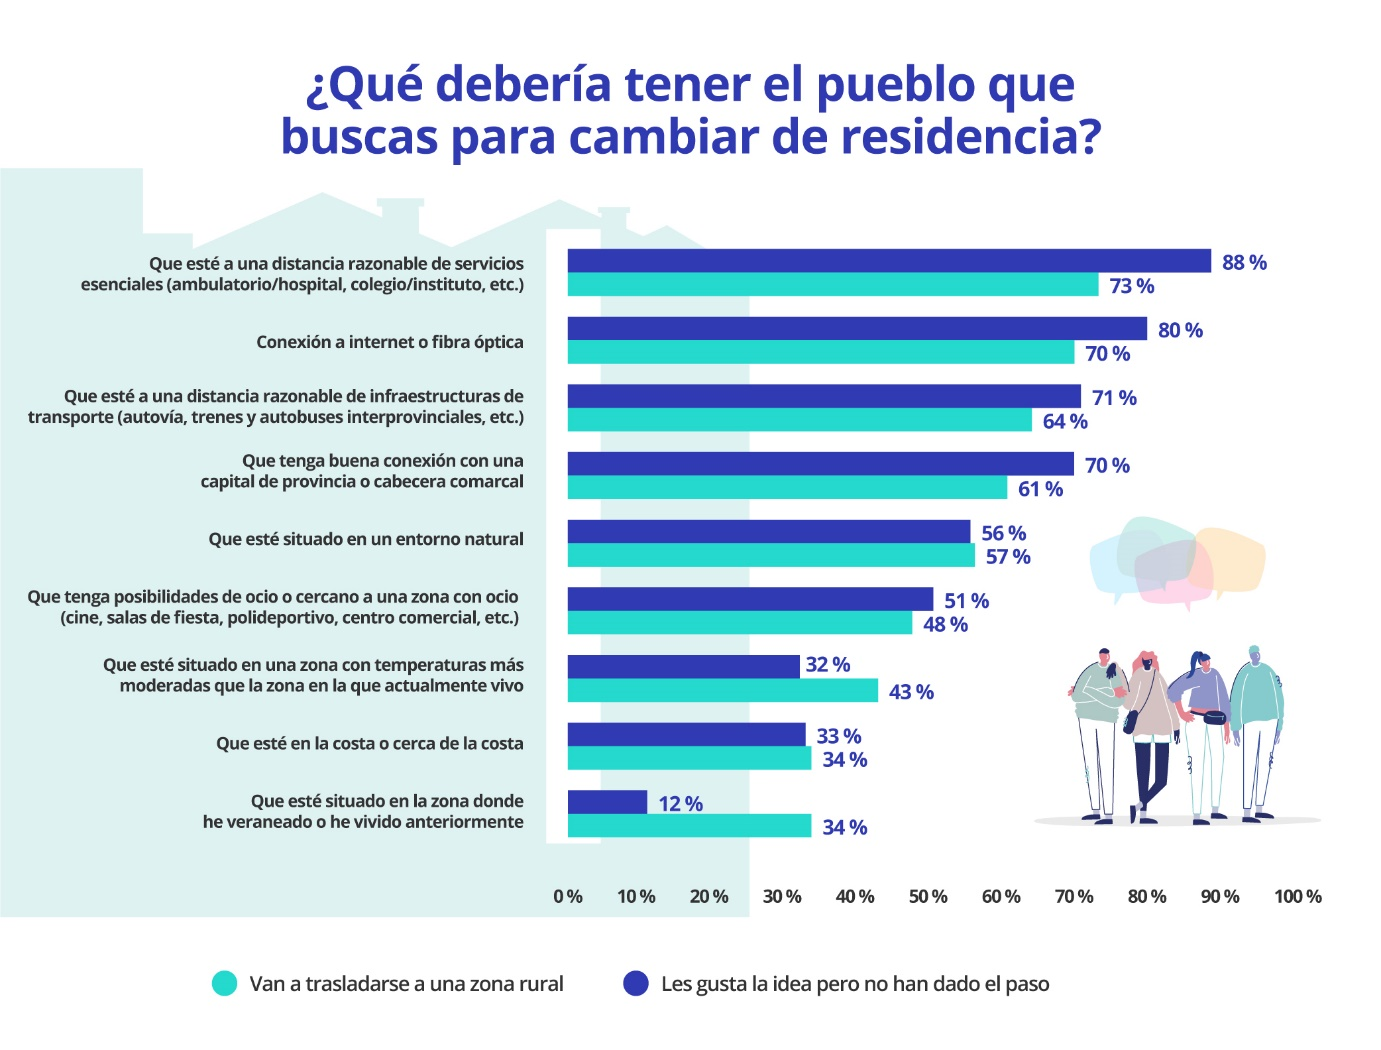 ¿Qué debería tener el pueblo que
buscas para cambiar de residencia?
Que esté a una distancia razonable de servicios
esenciales (ambulatorio/hospital, colegio/instituto, etc.)
88 %
73 %
Conexión a internet o fibra óptica
80 %
70 %
Que esté a una distancia razonable de infraestructuras de
transporte (autovía, trenes y autobuses interprovinciales, etc.)
71 %
64 %
Que tenga buena conexión con una
capital de provincia o cabecera comarcal
70 %
61 %
Que esté situado en un entorno natural
56 %
57 %
Que tenga posibilidades de ocio o cercano a una zona con ocio
(cine, salas de fiesta, polideportivo, centro comercial, etc.)
51 %
48 %
Que esté situado en una zona con temperaturas más
moderadas que la zona en la que actualmente vivo
32 %
43 %
Que esté en la costa o cerca de la costa
33 %
34 %
Que esté situado en la zona donde
he veraneado o he vivido anteriormente
12 %
34 %
0 % 10 % 20 % 30 % 40 % 50 % 60 % 70 % 80 % 90 % 100 %
Van a trasladarse a una zona rural
Les gusta la idea pero no han dado el paso